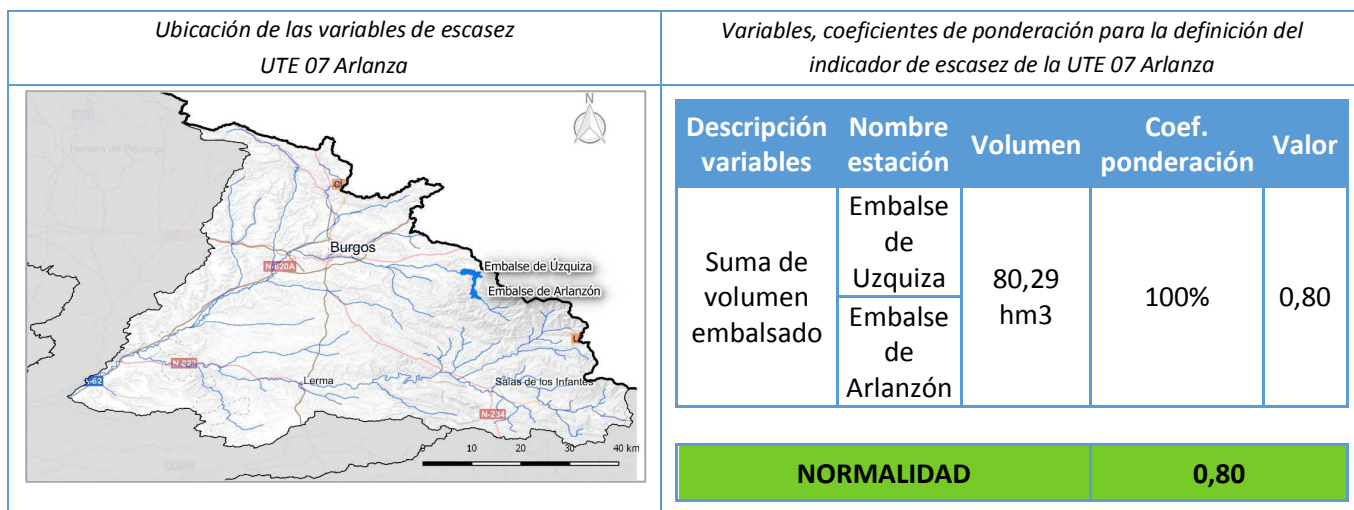 Ubicación de las variables de escasez
UTE 07 Arlanza
Variables, coeficientes de ponderación para la definición del
indicador de escasez de la UTE 07 Arlanza
N
Herrera de Pisuerga
Burgos
N-620A
Embalse de Úzquiza
Embalse de Arlanzón
N-622
-62
Lerma
Salas de los Infantes
N-234
0 10 20 30 40 km
Descripción
variables
Nombre
estación
Volumen
Coef.
ponderación
Valor
Suma de
volumen
embalsado
Embalse
de
Uzquiza
Embalse
de
Arlanzón
80,29
hm3
100%
0,80
NORMALIDAD
0,80